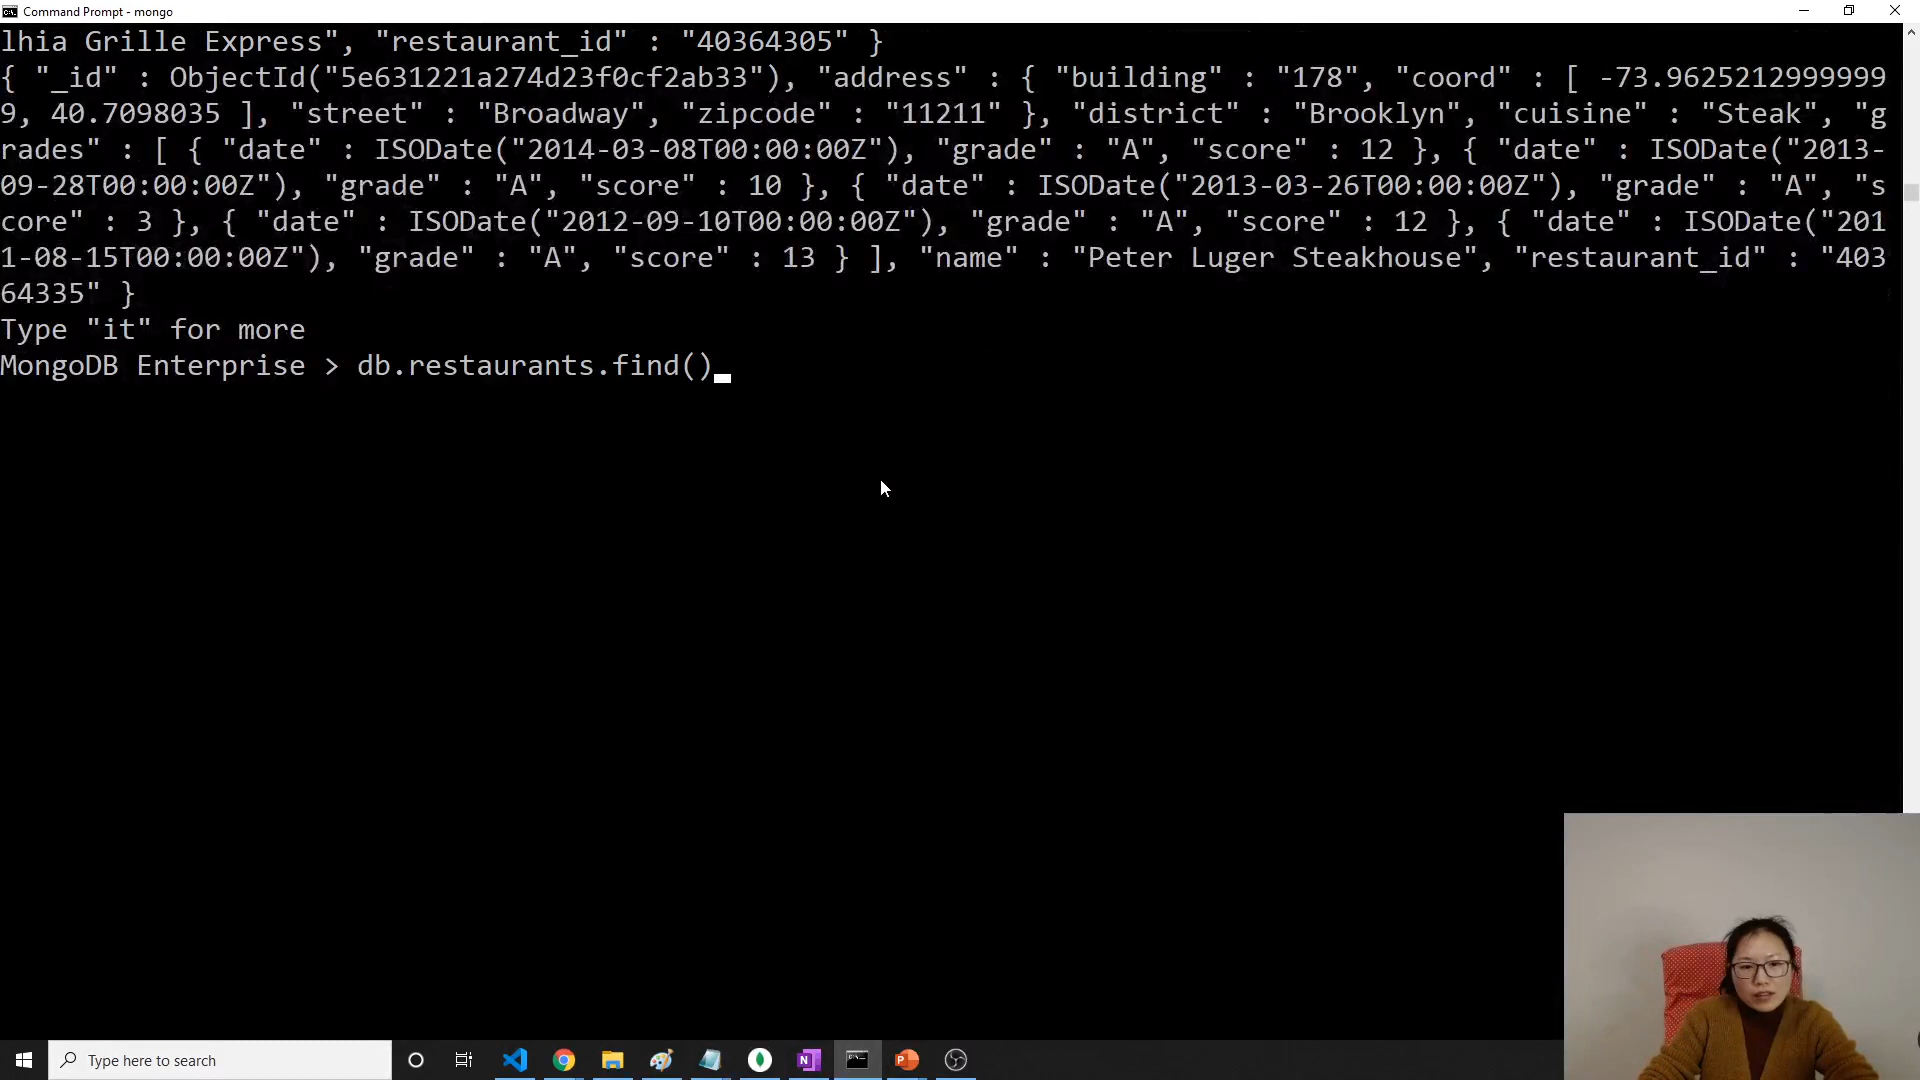 Command Prompt - mongo
lhia Grille Express", "restaurant_id" : "40364305" }
{ "_id" : ObjectId("5e631221a274d23f0cf2ab33"), "address" : { "building" : "178", "coord" : [ -73.9625212999999
9, 40.7098035 ], "street" : "Broadway", "zipcode" : "11211" }, "district" : "Brooklyn", "cuisine" : "Steak", "g
rades" : [ { "date" : ISODate("2014-03-08T00:00:00Z"), "grade" : "A", "score" : 12 }, { "date" : ISODate("2013-
09-28T00:00:00Z"), "grade" : "A", "score" : 10 }, { "date" : ISODate("2013-03-26T00:00:00Z"), "grade" : "A", "s
core" : 3 }, { "date" : ISODate("2012-09-10T00:00:00Z"), "grade" : "A", "score" : 12 }, { "date" : ISODate("201
1-08-15T00:00:00Z"), "grade" : "A", "score" : 13 } ], "name" : "Peter Luger Steakhouse", "restaurant_id" : "403
64335" }
Type "it" for more
MongoDB Enterprise > db.restaurants.find()
Type here to search